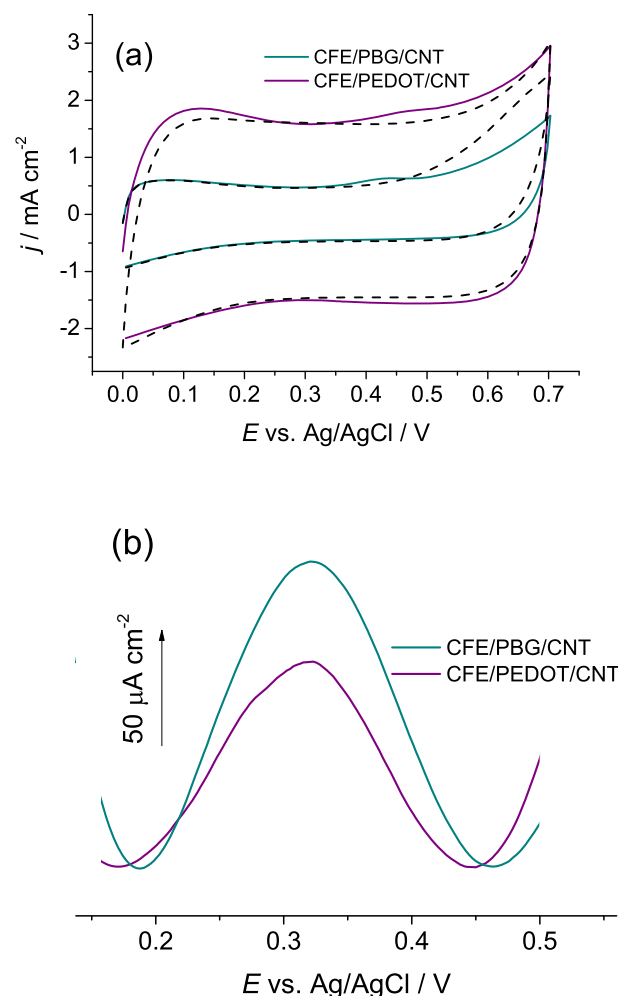 (a)
CFE/PBG/CNT
CFE/PEDOT/CNT
3
2
1
0
-1
-2
j / mA cm⁻²
0.0 0.1 0.2 0.3 0.4 0.5 0.6 0.7
E vs. Ag/AgCl / V
(b)
CFE/PBG/CNT
CFE/PEDOT/CNT
50 μA cm⁻²
0.2 0.3 0.4 0.5
E vs. Ag/AgCl / V